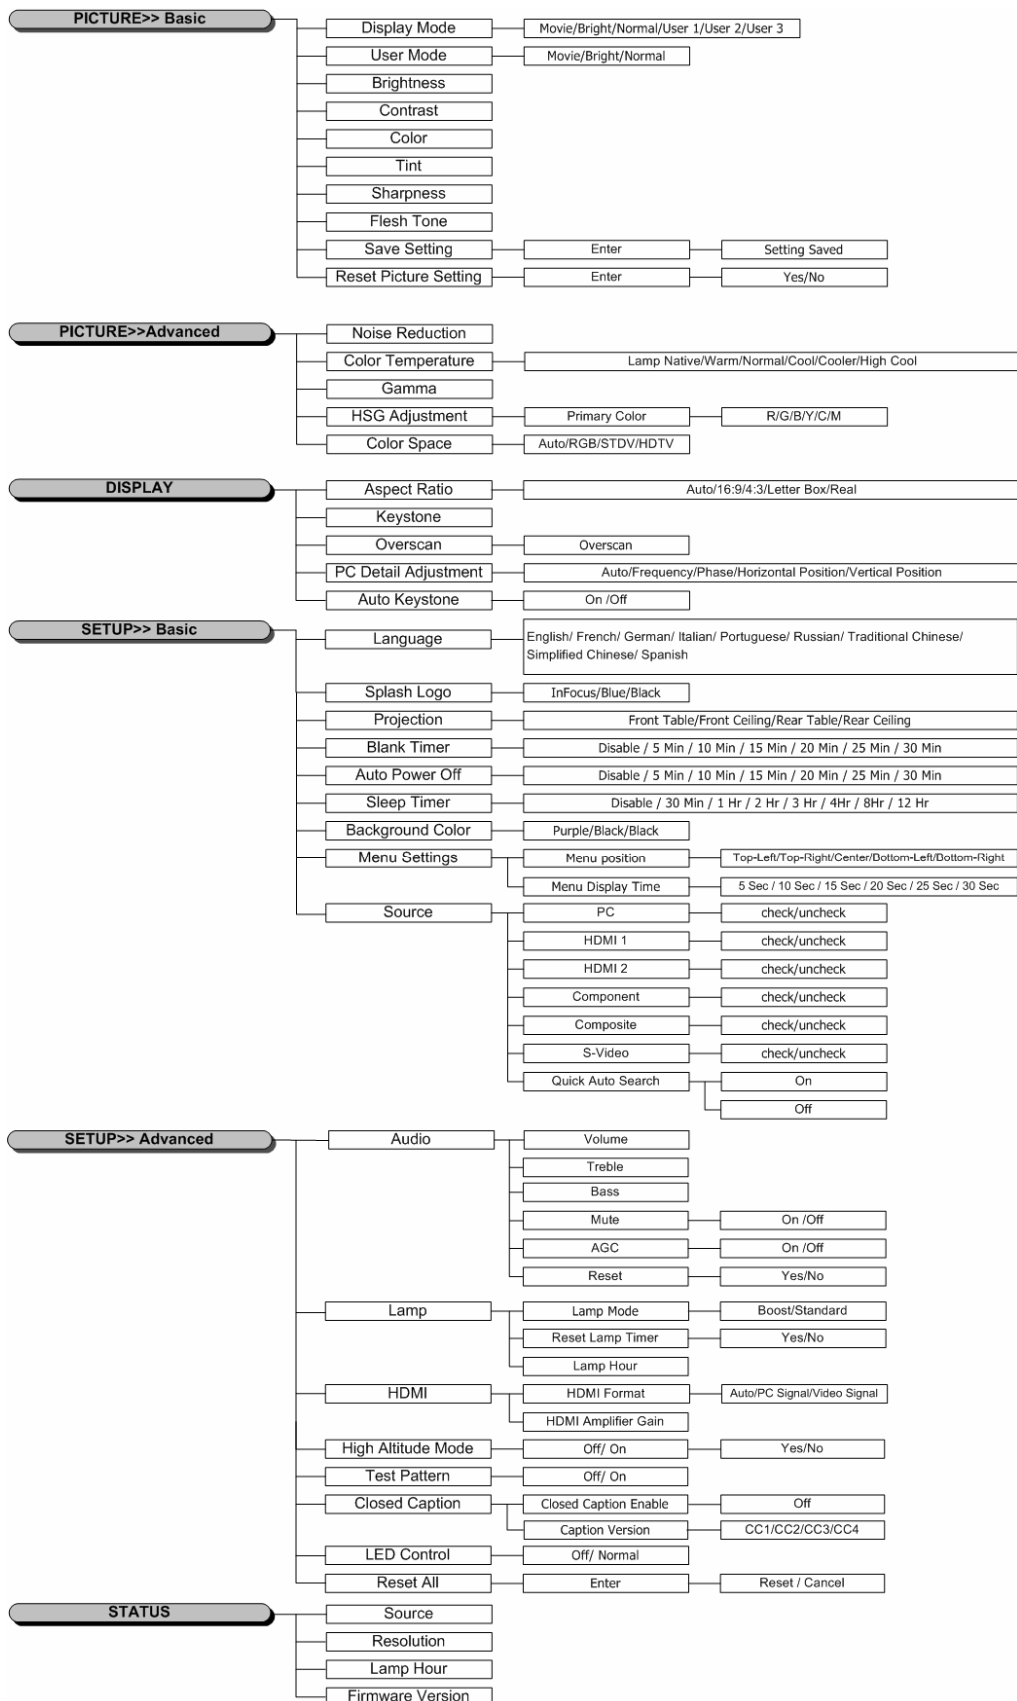 PICTURE>> Basic
Display Mode
Movie/Bright/Normal/User 1/User 2/User 3
User Mode
Movie/Bright/Normal
Brightness
Contrast
Color
Tint
Sharpness
Flesh Tone
Save Setting
Enter
Setting Saved
Reset Picture Setting
Enter
Yes/No
PICTURE>>Advanced
Noise Reduction
Color Temperature
Lamp Native/Warm/Normal/Cool/Cooler/High Cool
Gamma
HSG Adjustment
Primary Color
R/G/B/Y/C/M
Color Space
Auto/RGB/STDV/HDTV
DISPLAY
Aspect Ratio
Auto/16:9/4:3/Letter Box/Real
Keystone
Overscan
Overscan
PC Detail Adjustment
Auto/Frequency/Phase/Horizontal Position/Vertical Position
Auto Keystone
On /Off
SETUP>> Basic
Language
English/ French/ German/ Italian/ Portuguese/ Russian/ Traditional Chinese/
Simplified Chinese/ Spanish
Splash Logo
InFocus/Blue/Black
Projection
Front Table/Front Ceiling/Rear Table/Rear Ceiling
Blank Timer
Disable / 5 Min / 10 Min / 15 Min / 20 Min / 25 Min / 30 Min
Auto Power Off
Disable / 5 Min / 10 Min / 15 Min / 20 Min / 25 Min / 30 Min
Sleep Timer
Disable / 30 Min / 1 Hr / 2 Hr / 3 Hr / 4Hr / 8Hr / 12 Hr
Background Color
Purple/Black/Black
Menu Settings
Menu position
Top-Left/Top-Right/Center/Bottom-Left/Bottom-Right
Menu Display Time
5 Sec / 10 Sec / 15 Sec / 20 Sec / 25 Sec / 30 Sec
Source
PC
check/uncheck
HDMI 1
check/uncheck
HDMI 2
check/uncheck
Component
check/uncheck
Composite
check/uncheck
S-Video
check/uncheck
Quick Auto Search
On
Off
SETUP>> Advanced
Audio
Volume
Treble
Bass
Mute
On /Off
AGC
On /Off
Reset
Yes/No
Lamp
Lamp Mode
Boost/Standard
Reset Lamp Timer
Yes/No
Lamp Hour
HDMI
HDMI Format
Auto/PC Signal/Video Signal
HDMI Amplifier Gain
High Altitude Mode
Off/ On
Yes/No
Test Pattern
Off/ On
Closed Caption
Closed Caption Enable
Off
Caption Version
CC1/CC2/CC3/CC4
LED Control
Off/ Normal
Reset All
Enter
Reset / Cancel
STATUS
Source
Resolution
Lamp Hour
Firmware Version